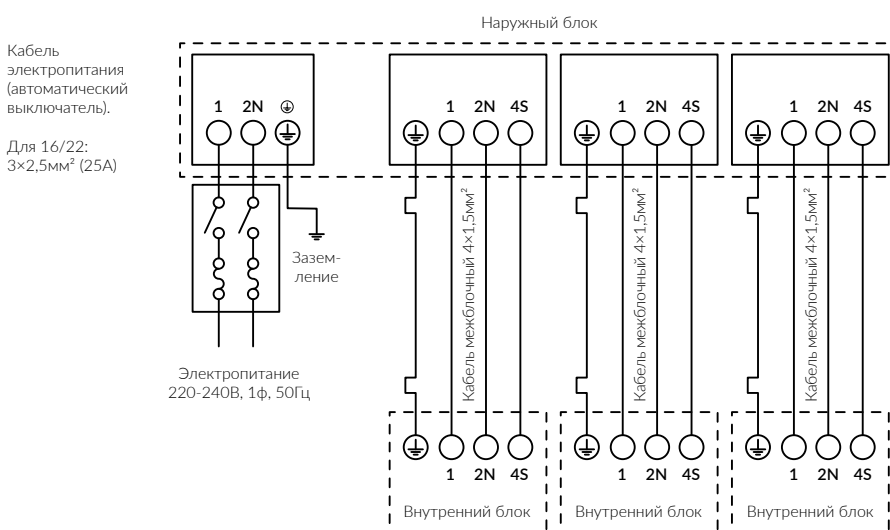 Наружный блок
Кабель
электропитания
(автоматический
выключатель).
Для 16/22:
3×2,5мм² (25А)
1 2N
1 2N 4S
1 2N 4S
1 2N 4S
Кабель межблочный 4×1,5мм²
Кабель межблочный 4×1,5мм²
Кабель межблочный 4×1,5мм²
Зазем-
ление
Электропитание
220-240В, 1ф, 50Гц
1 2N 4S
1 2N 4S
1 2N 4S
Внутренний блок
Внутренний блок
Внутренний блок